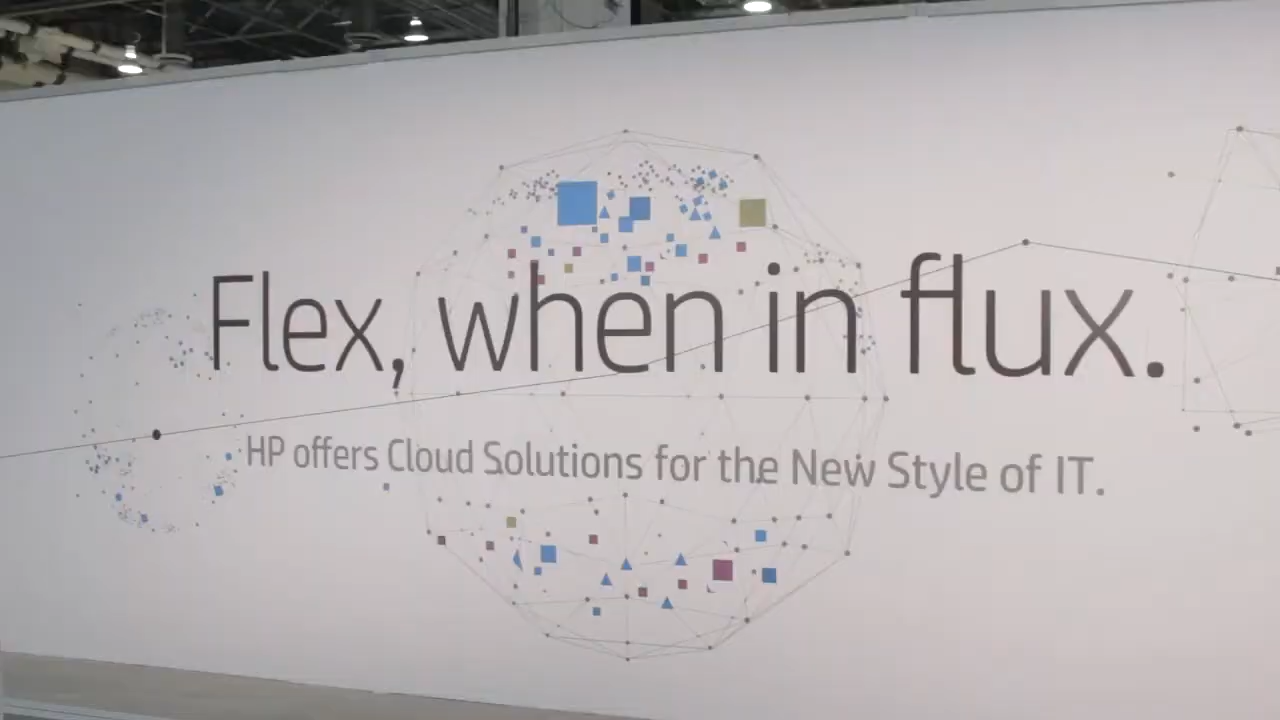 Flex, when in flux.
HP offers Cloud Solutions for the New Style of IT.